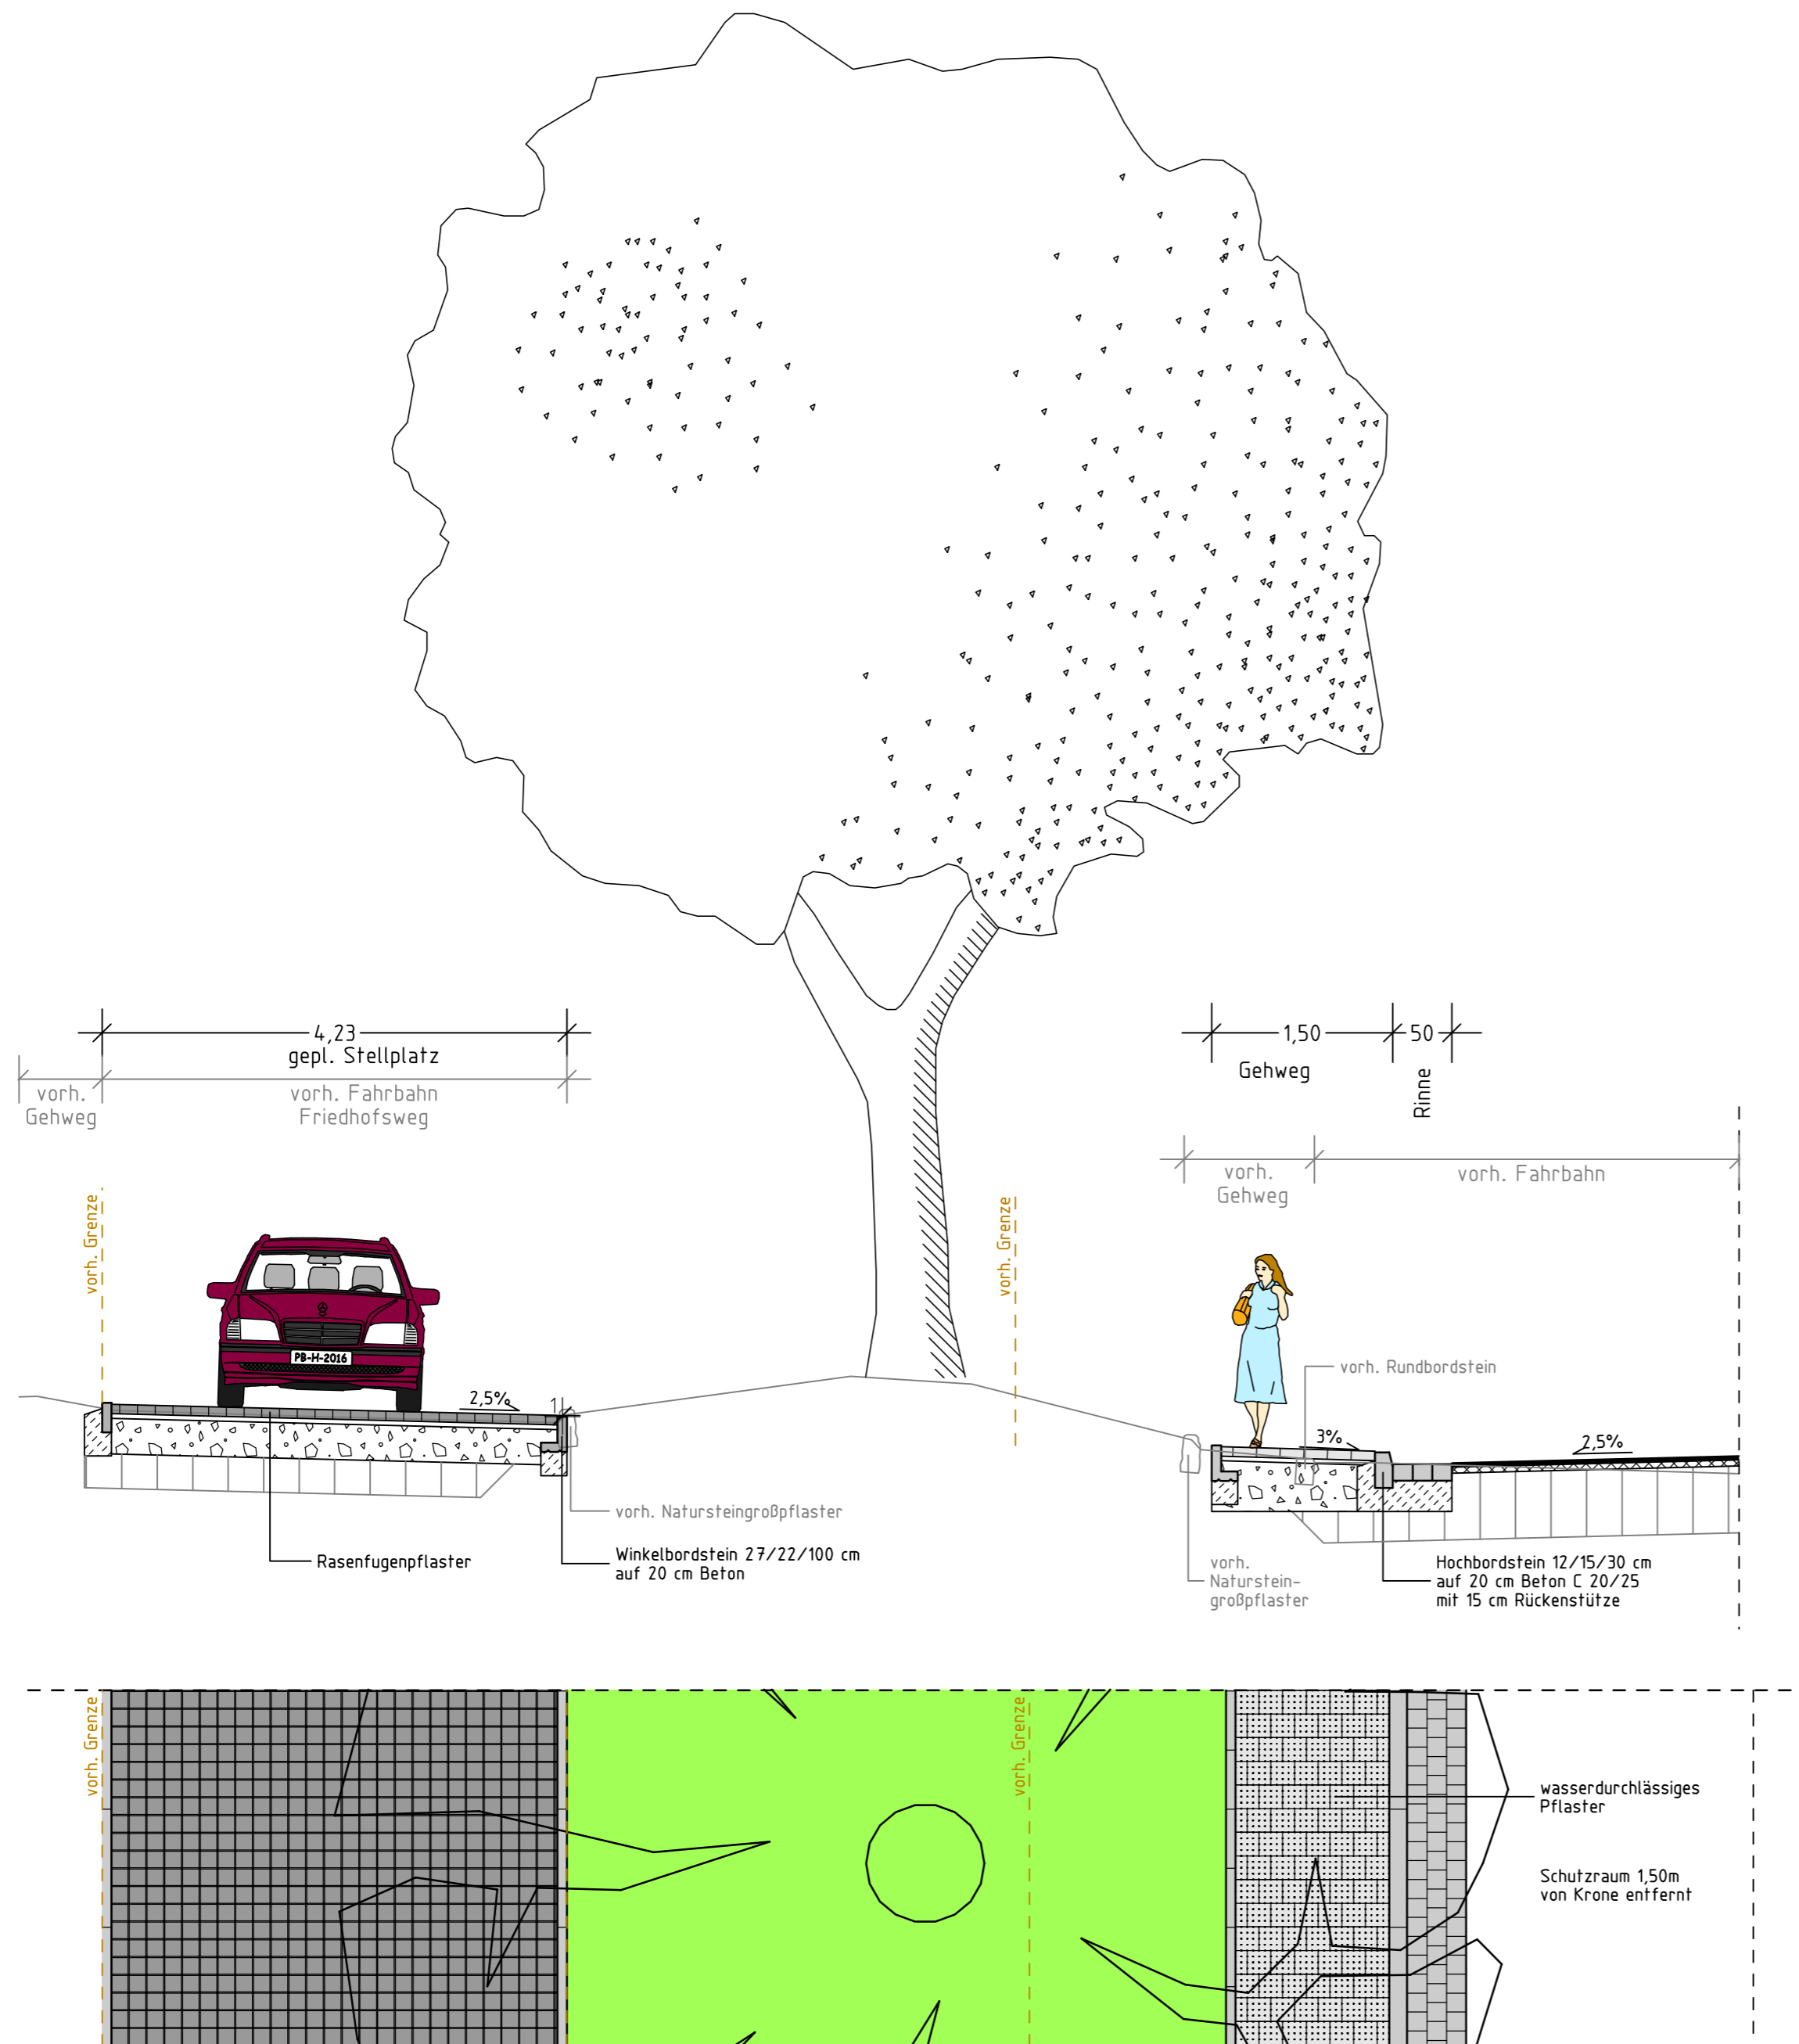 4,23
gepl. Stellplatz
vorh.
Gehweg
vorh. Fahrbahn
Friedhofsweg
1,50
50
Gehweg
Rinne
vorh.
Gehweg
vorh. Fahrbahn
vorh. Grenze
vorh. Grenze
PB-H-2016
2,5%
1
vorh. Rundbordstein
3%
2,5%
vorh. Natursteingroßpflaster
Rasenfugenpflaster
Winkelbordstein 27/22/100 cm
auf 20 cm Beton
vorh.
Naturstein-
großpflaster
Hochbordstein 12/15/30 cm
auf 20 cm Beton C 20/25
mit 15 cm Rückenstütze
vorh. Grenze
vorh. Grenze
wasserdurchlässiges
Pflaster
Schutzraum 1,50m
von Krone entfernt